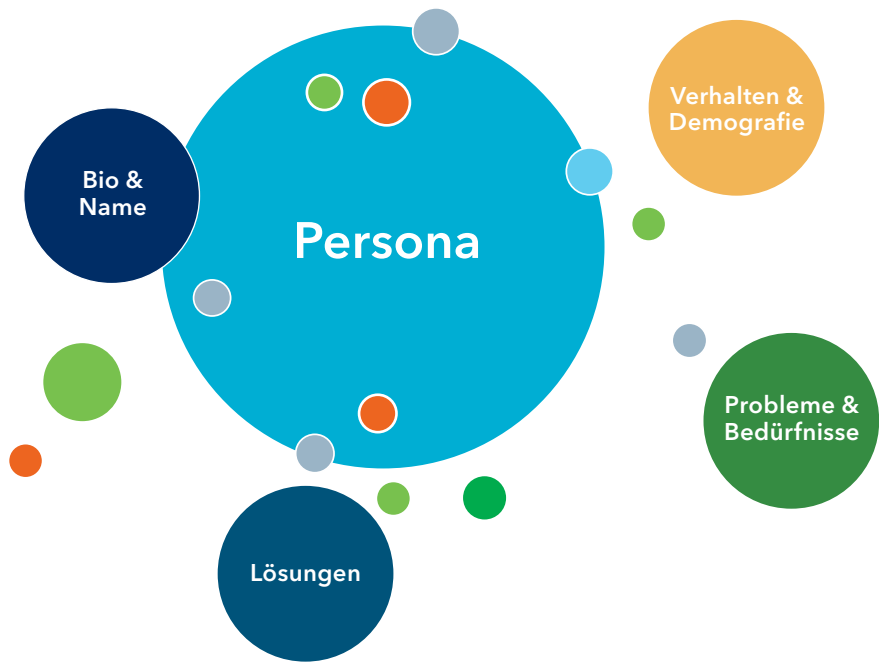 Verhalten &
Demografie
Bio &
Name
Persona
Probleme &
Bedürfnisse
Lösungen